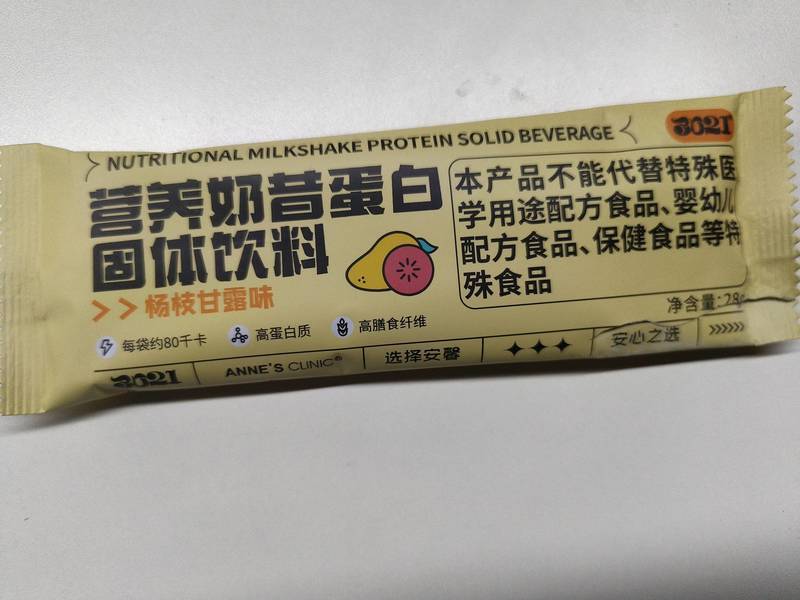 NUTRITIONAL MILKSHAKE PROTEIN SOLID BEVERAGE
3021
营养奶昔蛋白
固体饮料
>>杨枝甘露味
本产品不能代替特殊医
学用途配方食品、婴幼儿
配方食品、保健食品等特
殊食品
净含量:28g
每袋约80千卡
高蛋白质
高膳食纤维
3021
ANNE'S CLINIC®
选择安馨
安心之选